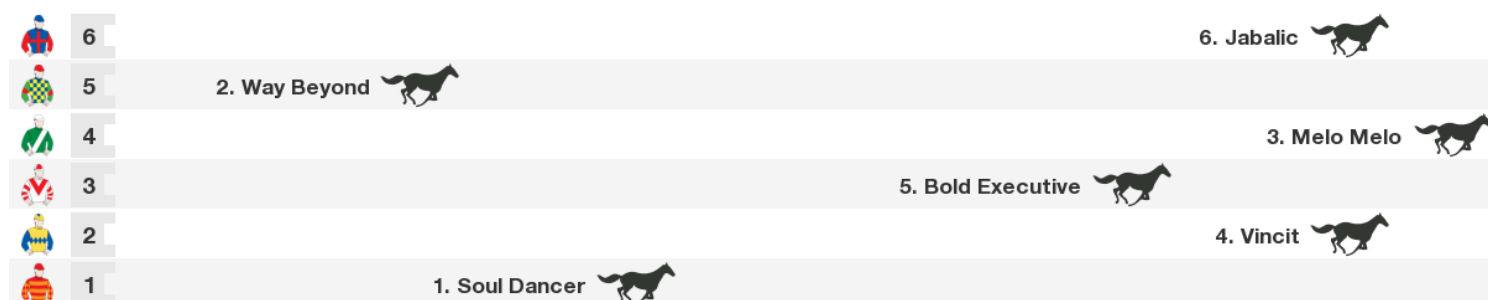 6 6. Jabalic
5 2. Way Beyond
4 3. Melo Melo
3 5. Bold Executive
2 4. Vincit
1 1. Soul Dancer